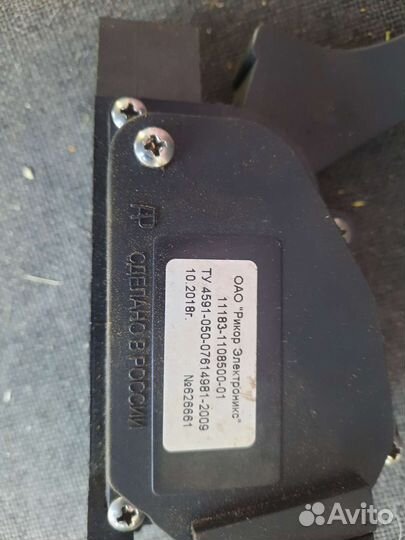 СДЕЛАНО В РОССИИ
ОАО "Рикор Электроникс"
11183-1108500-01
ТУ 4591-050-07614981-2009
10.2018г.
№626661
Avito